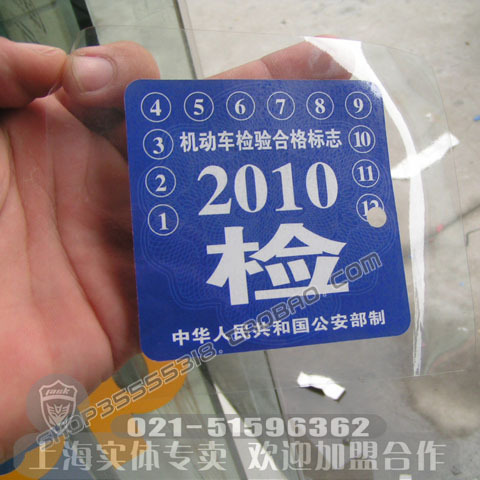 4 5 6 7 8 9
3 机动车检验合格标志 10
2 2010 11
1 12
检
中华人民共和国公安部制
SHOP35555318.taobao.com
jack
021-51596362
上海实体专卖 欢迎加盟合作